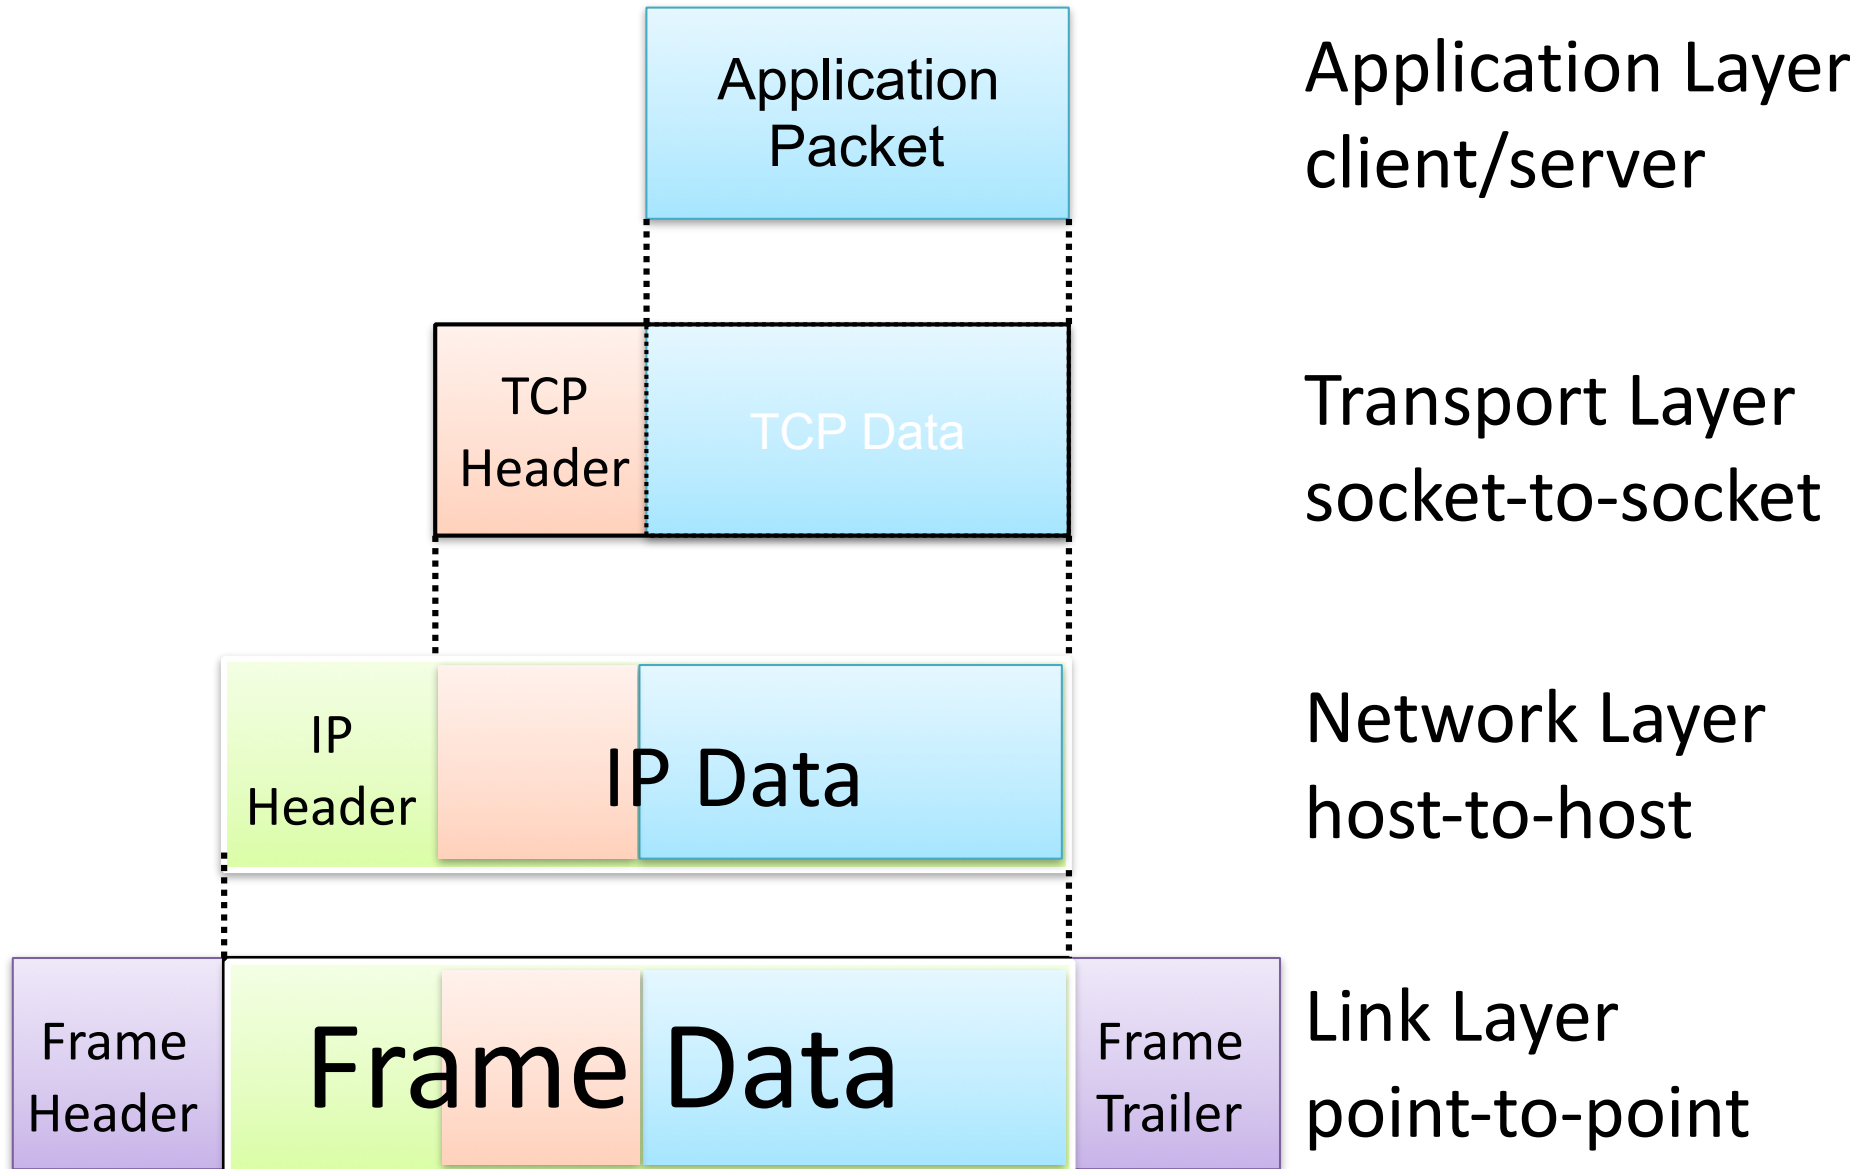 Application
Packet
Application Layer
client/server
TCP
Header
TCP Data
Transport Layer
socket-to-socket
IP
Header
IP Data
Network Layer
host-to-host
Frame
Header
Frame Data
Frame
Trailer
Link Layer
point-to-point